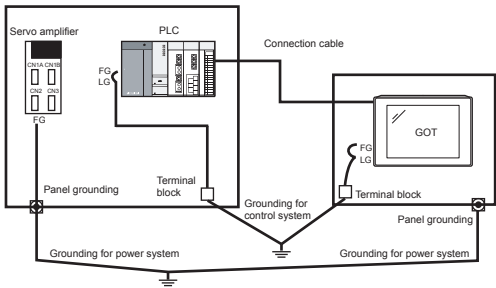 Servo amplifier
PLC
CN1A CN1B
CN2 CN3
FG
FG
LG
Connection cable
GOT
FG
LG
Panel grounding
Terminal
block
Grounding for
control system
Terminal block
Panel grounding
Grounding for power system
Grounding for power system